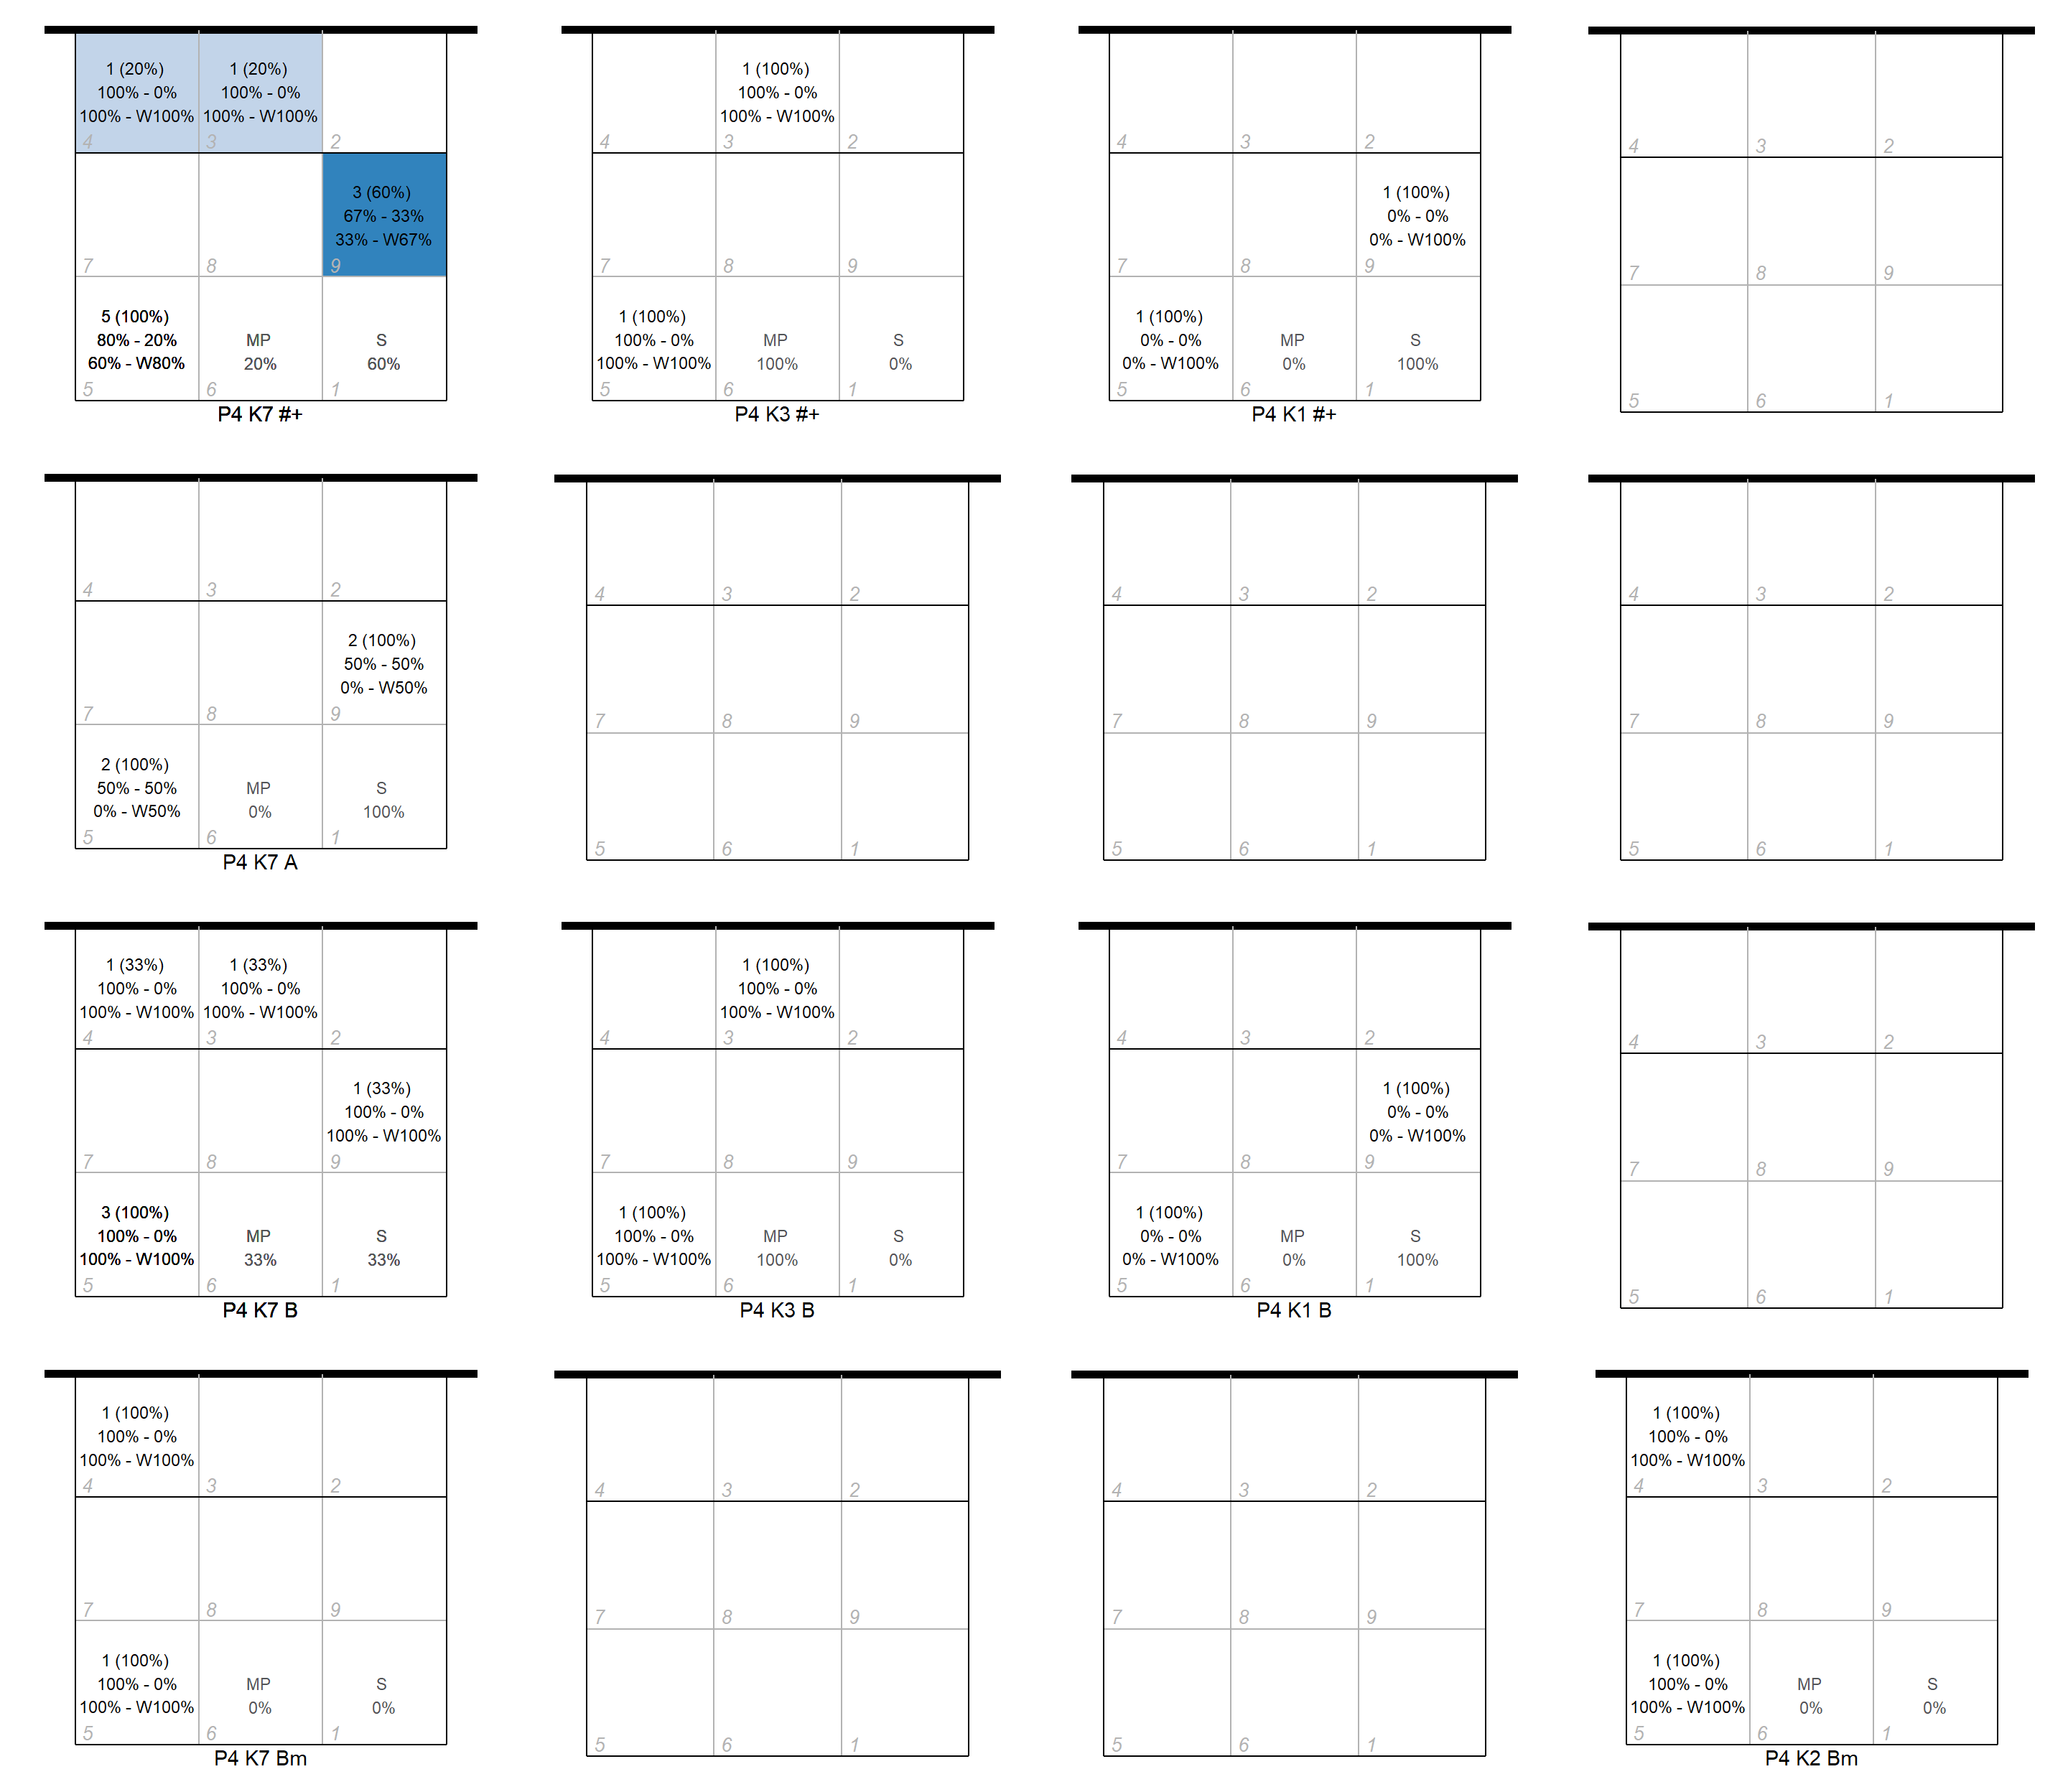 1 (20%)
100% - 0%
100% - W100%
4
1 (20%)
100% - 0%
100% - W100%
3
2
7
8
3 (60%)
67% - 33%
33% - W67%
9
5 (100%)
80% - 20%
60% - W80%
5
MP
20%
6
S
60%
1
P4 K7 #+
4
1 (100%)
100% - 0%
100% - W100%
3
2
7
8
9
1 (100%)
100% - 0%
100% - W100%
5
MP
100%
6
S
0%
1
P4 K3 #+
4
3
2
7
8
1 (100%)
0% - 0%
0% - W100%
9
1 (100%)
0% - 0%
0% - W100%
5
MP
0%
6
S
100%
1
P4 K1 #+
4
3
2
7
8
9
5
6
1
4
3
2
7
8
2 (100%)
50% - 50%
0% - W50%
9
2 (100%)
50% - 50%
0% - W50%
5
MP
0%
6
S
100%
1
P4 K7 A
4
3
2
7
8
9
5
6
1
4
3
2
7
8
9
5
6
1
4
3
2
7
8
9
5
6
1
1 (33%)
100% - 0%
100% - W100%
4
1 (33%)
100% - 0%
100% - W100%
3
2
7
8
1 (33%)
100% - 0%
100% - W100%
9
3 (100%)
100% - 0%
100% - W100%
5
MP
33%
6
S
33%
1
P4 K7 B
4
1 (100%)
100% - 0%
100% - W100%
3
2
7
8
9
1 (100%)
100% - 0%
100% - W100%
5
MP
100%
6
S
0%
1
P4 K3 B
4
3
2
7
8
1 (100%)
0% - 0%
0% - W100%
9
1 (100%)
0% - 0%
0% - W100%
5
MP
0%
6
S
100%
1
P4 K1 B
4
3
2
7
8
9
5
6
1
1 (100%)
100% - 0%
100% - W100%
4
3
2
7
8
9
1 (100%)
100% - 0%
100% - W100%
5
MP
0%
6
S
0%
1
P4 K7 Bm
4
3
2
7
8
9
5
6
1
4
3
2
7
8
9
5
6
1
1 (100%)
100% - 0%
100% - W100%
4
3
2
7
8
9
1 (100%)
100% - 0%
100% - W100%
5
MP
0%
6
S
0%
1
P4 K2 Bm